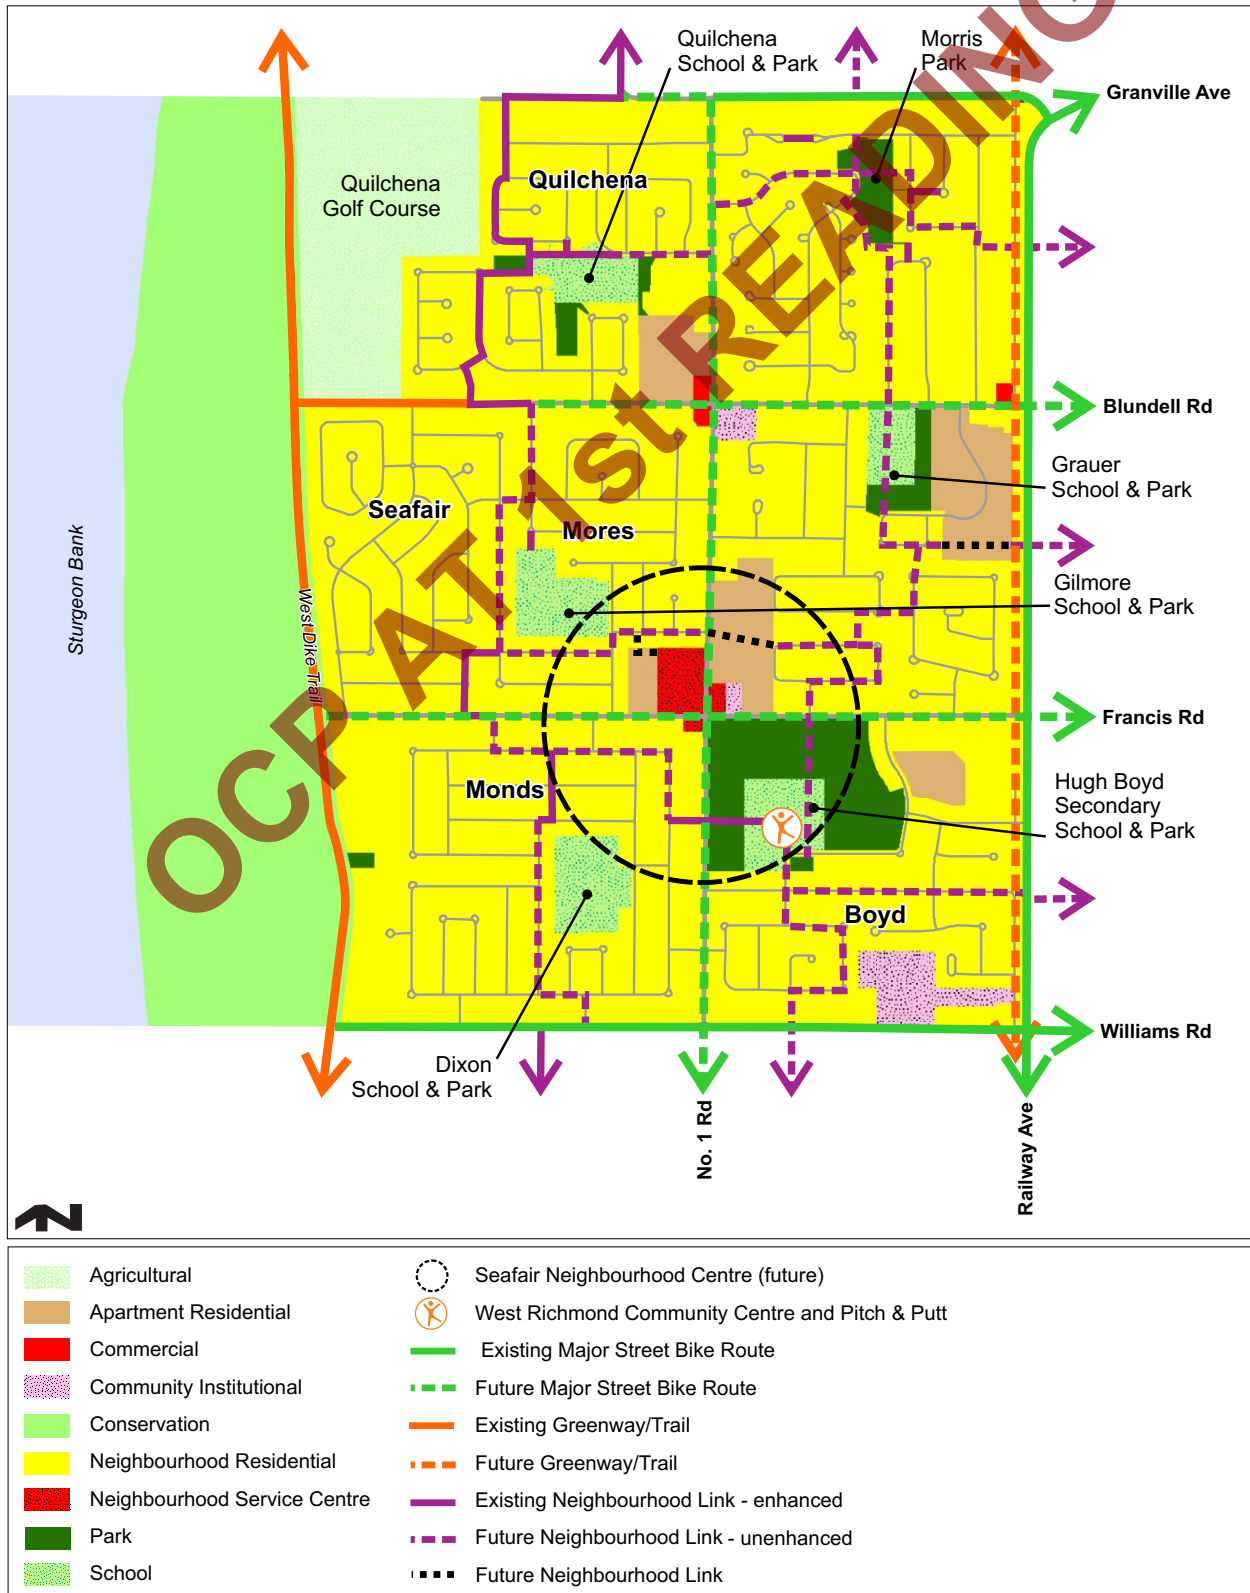 Quilchena
School & Park
Morris
Park
Granville Ave
Quilchena
Golf Course
Quilchena
Blundell Rd
Grauer
School & Park
Seafair
Mores
Sturgeon Bank
West Dike Trail
Gilmore
School & Park
Francis Rd
Monds
Hugh Boyd
Secondary
School & Park
Boyd
Williams Rd
Dixon
School & Park
No. 1 Rd
Railway Ave
OCP AT 1st READING
N
Agricultural
Apartment Residential
Commercial
Community Institutional
Conservation
Neighbourhood Residential
Neighbourhood Service Centre
Park
School
Seafair Neighbourhood Centre (future)
West Richmond Community Centre and Pitch & Putt
Existing Major Street Bike Route
Future Major Street Bike Route
Existing Greenway/Trail
Future Greenway/Trail
Existing Neighbourhood Link - enhanced
Future Neighbourhood Link - unenhanced
Future Neighbourhood Link